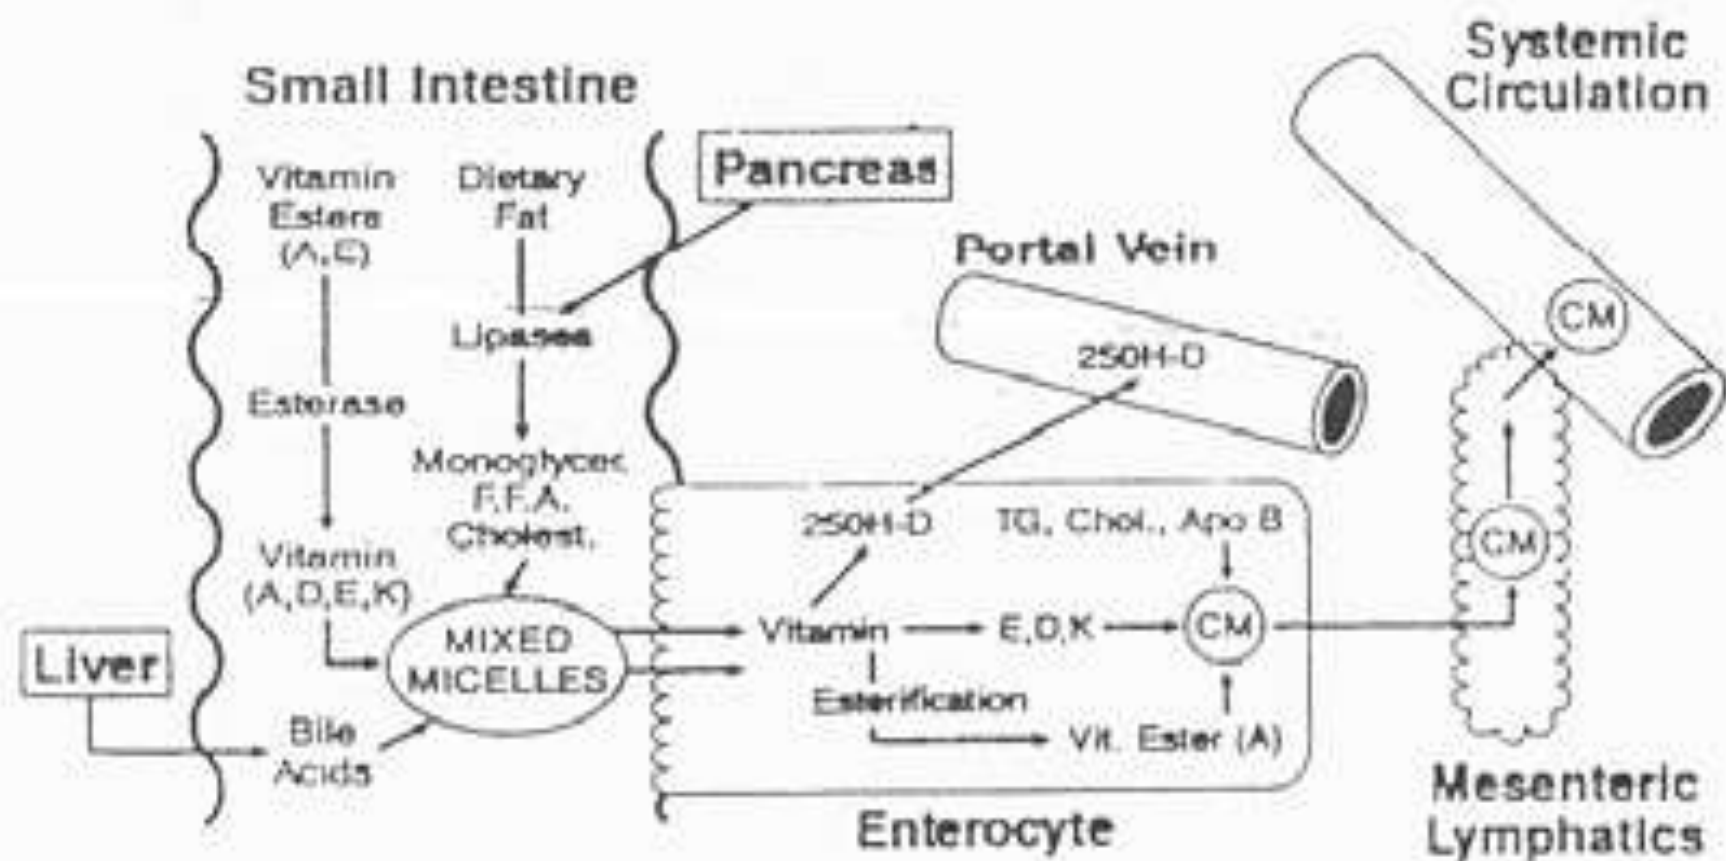 Systemic
Circulation
Small Intestine
Vitamin
Esters
(A,E)
Dietary
Fat
Pancreas
Portal Vein
Lipases
CM
25OH-D
Esterase
Monoglycer.
F.F.A.
Cholest.
25OH-D
TG, Chol., Apo B
CM
Vitamin
(A,D,E,K)
MIXED
MICELLES
Vitamin
E,D,K
CM
Liver
Esterification
Bile
Acids
Vit. Ester (A)
Mesenteric
Lymphatics
Enterocyte